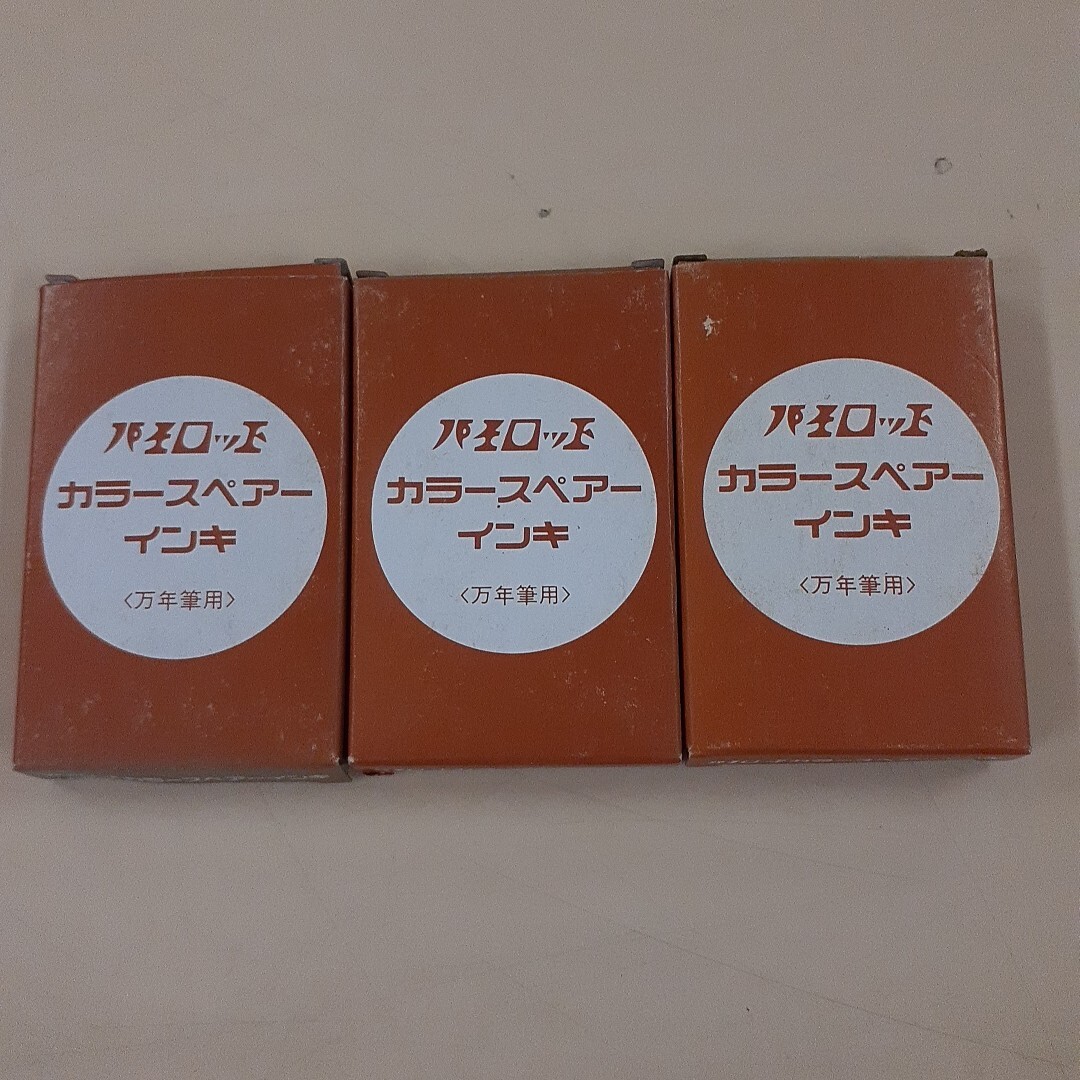 パイロット
カラースペアー
インキ
〈万年筆用〉
パイロット
カラースペアー
インキ
〈万年筆用〉
パイロット
カラースペアー
インキ
〈万年筆用〉